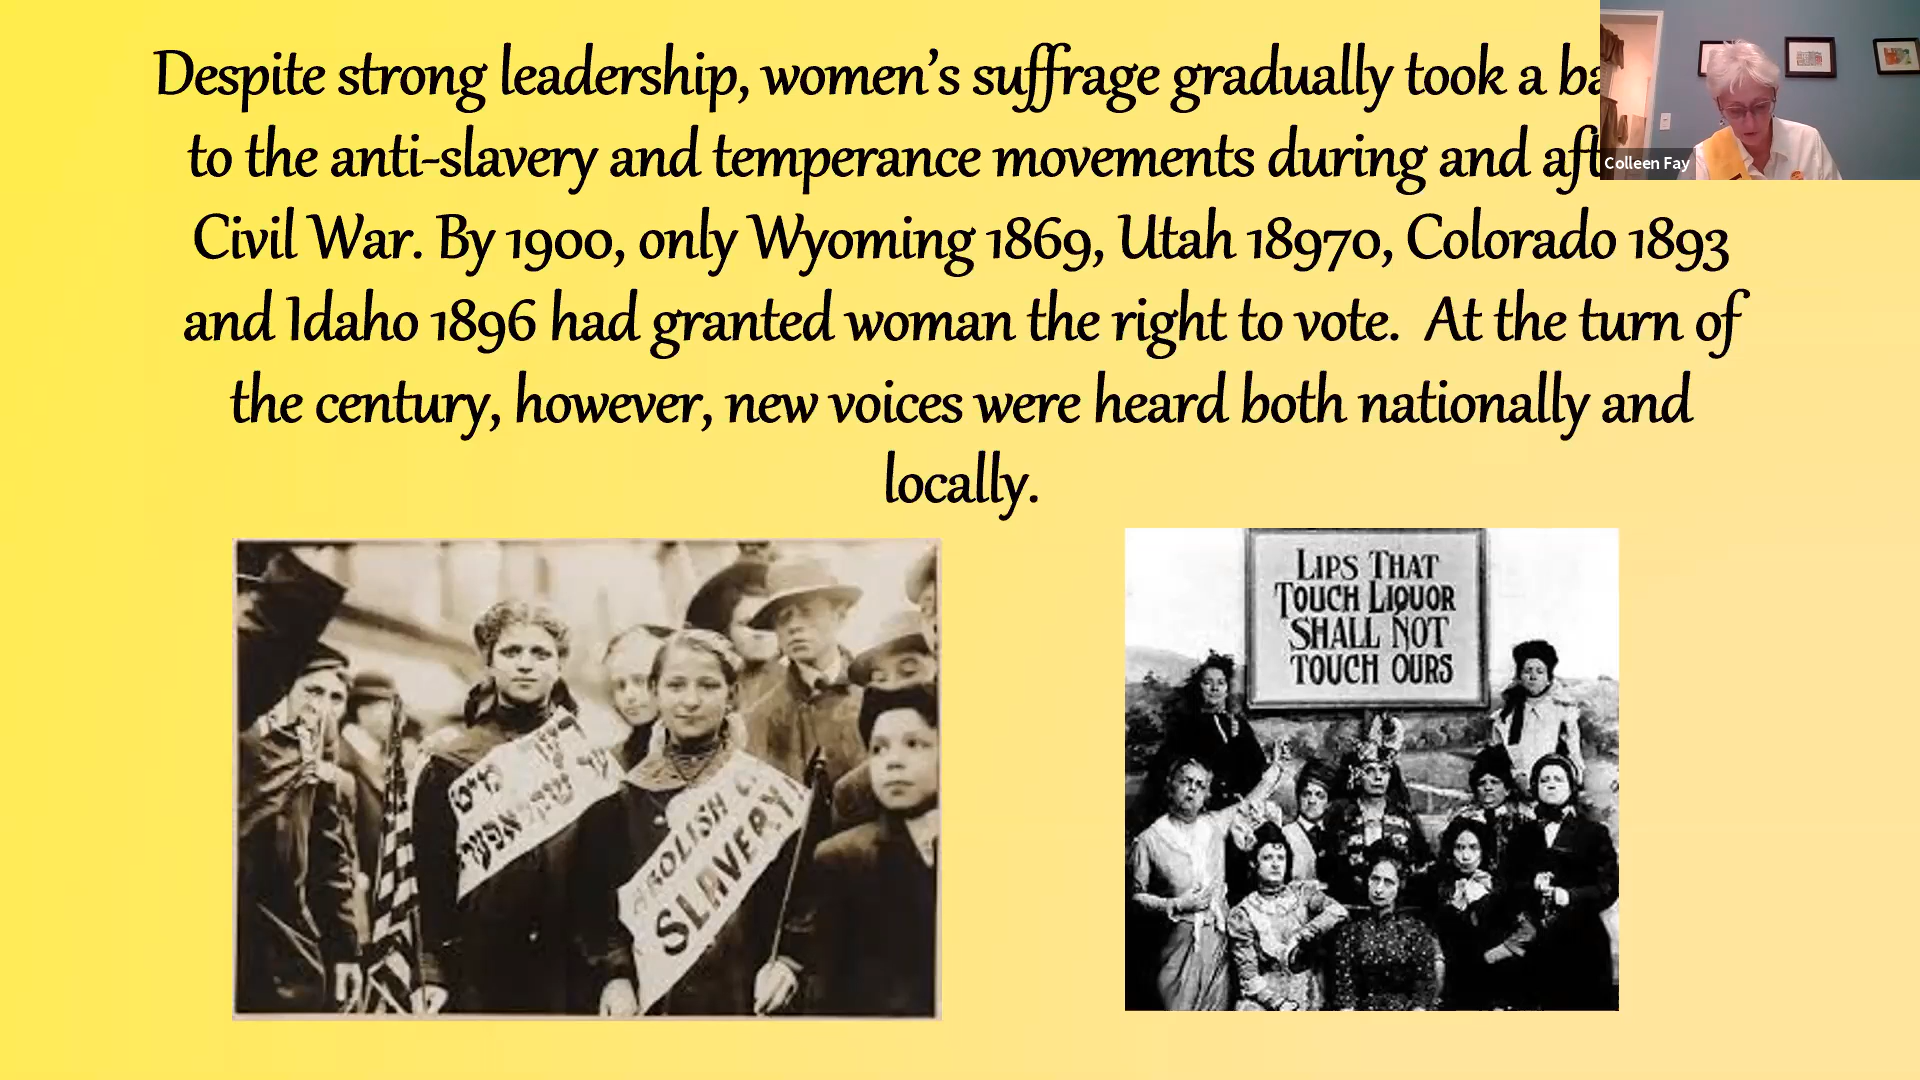 Despite strong leadership, women's suffrage gradually took a ba
to the anti-slavery and temperance movements during and aft
Civil War. By 1900, only Wyoming 1869, Utah 18970, Colorado 1893
and Idaho 1896 had granted woman the right to vote. At the turn of
the century, however, new voices were heard both nationally and
locally.
Colleen Fay
SLAVERY!
LIPS THAT
TOUCH LIQUOR
SHALL NOT
TOUCH OURS